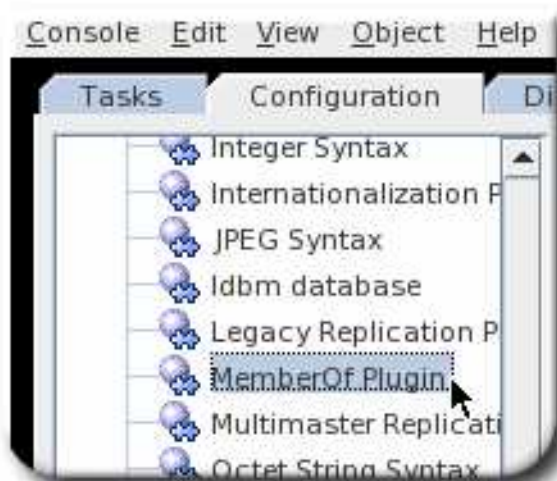 Console Edit View Object Help
Tasks Configuration Di
Integer Syntax
Internationalization P
JPEG Syntax
ldbm database
Legacy Replication P
MemberOf Plugin
Multimaster Replicati
Octet String Syntax